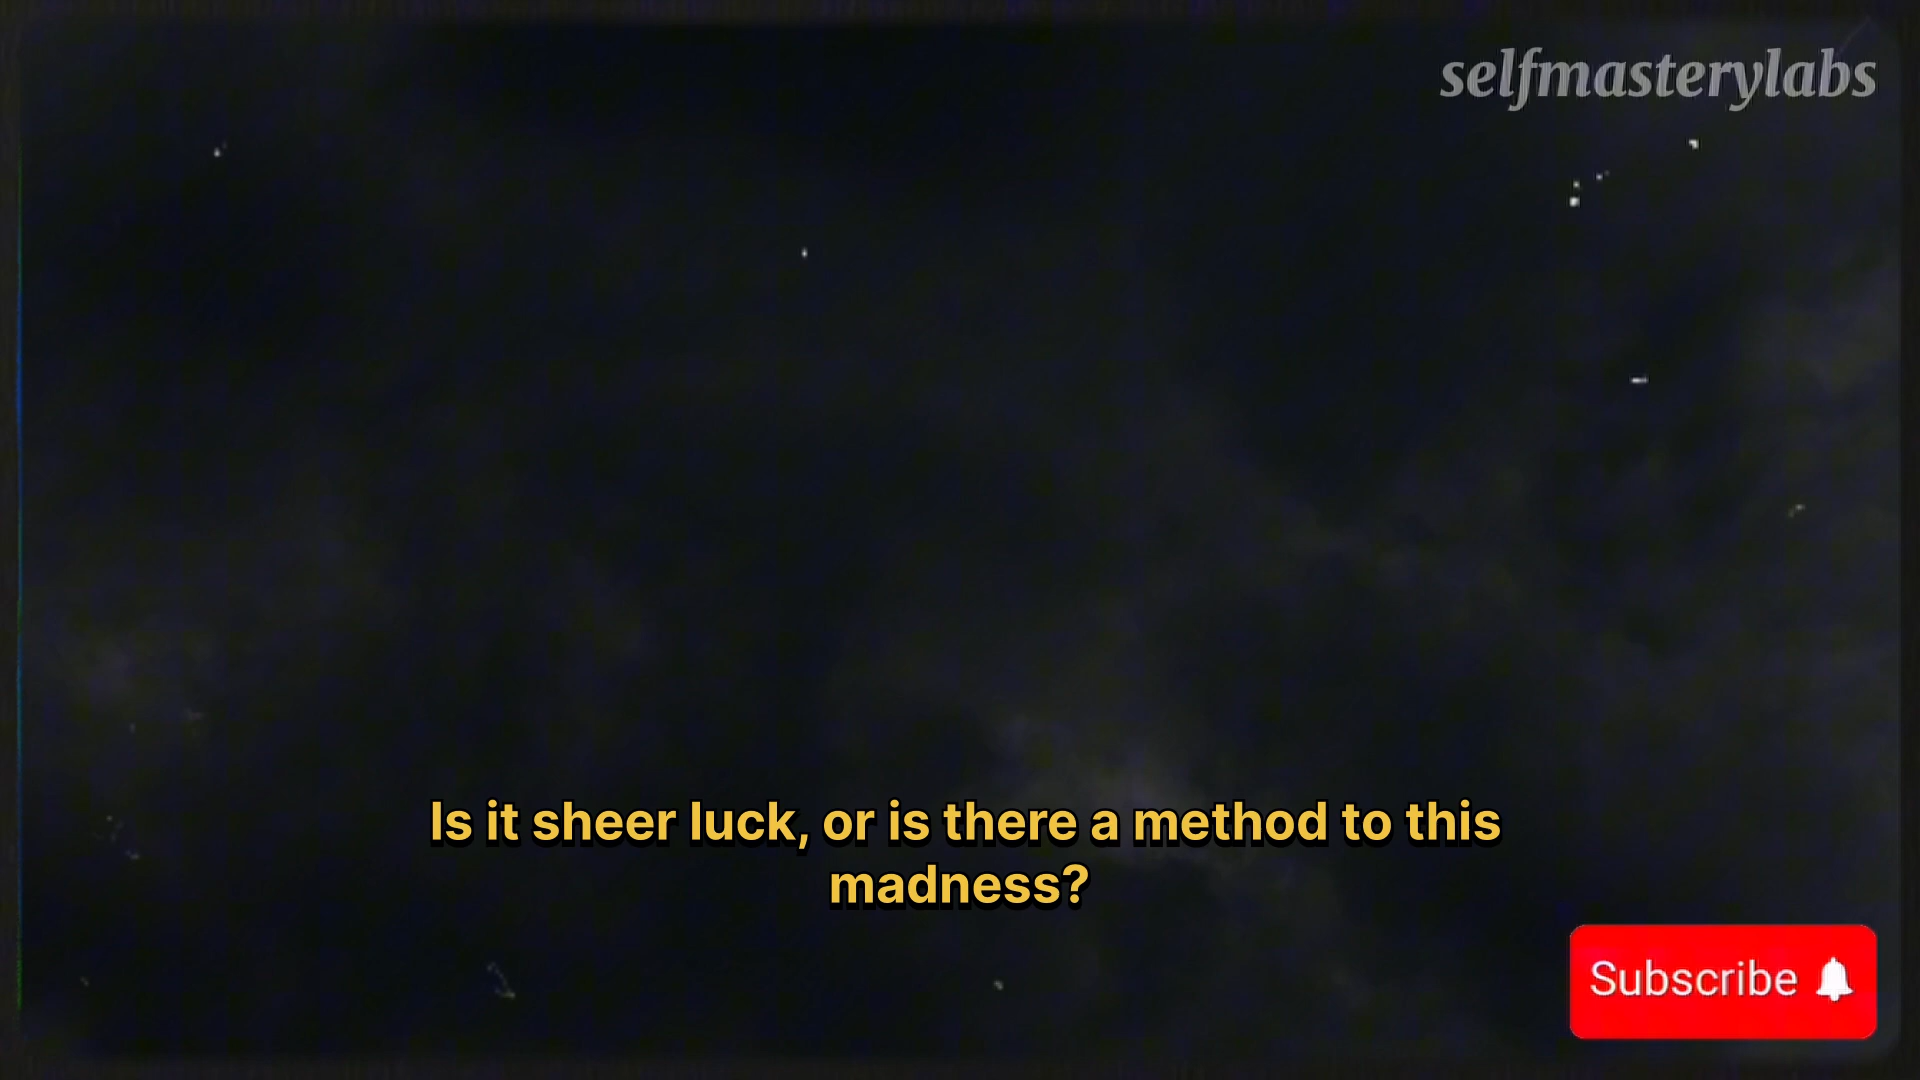 selfmasterylabs
Is it sheer luck, or is there a method to this
madness?
Subscribe